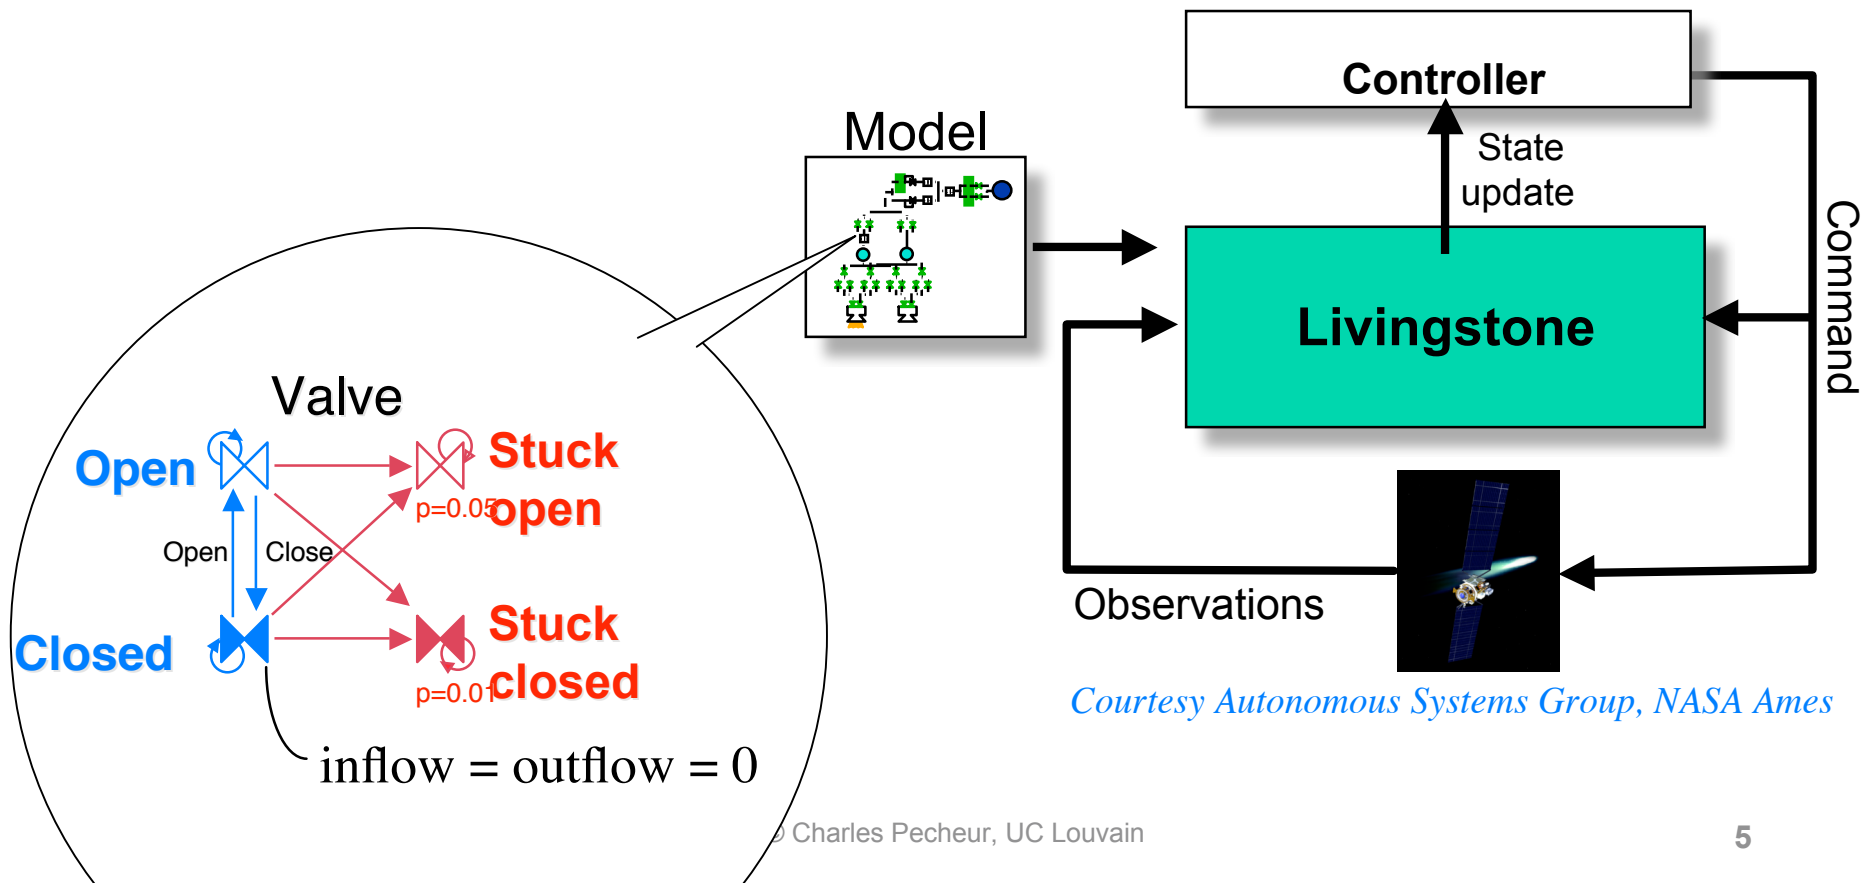 Controller
Model
State
update
Command
Livingstone
Valve
Open
Stuck
open
p=0.05
Open
Close
Observations
Closed
Stuck
closed
p=0.01
Courtesy Autonomous Systems Group, NASA Ames
inflow = outflow = 0
© Charles Pecheur, UC Louvain
5